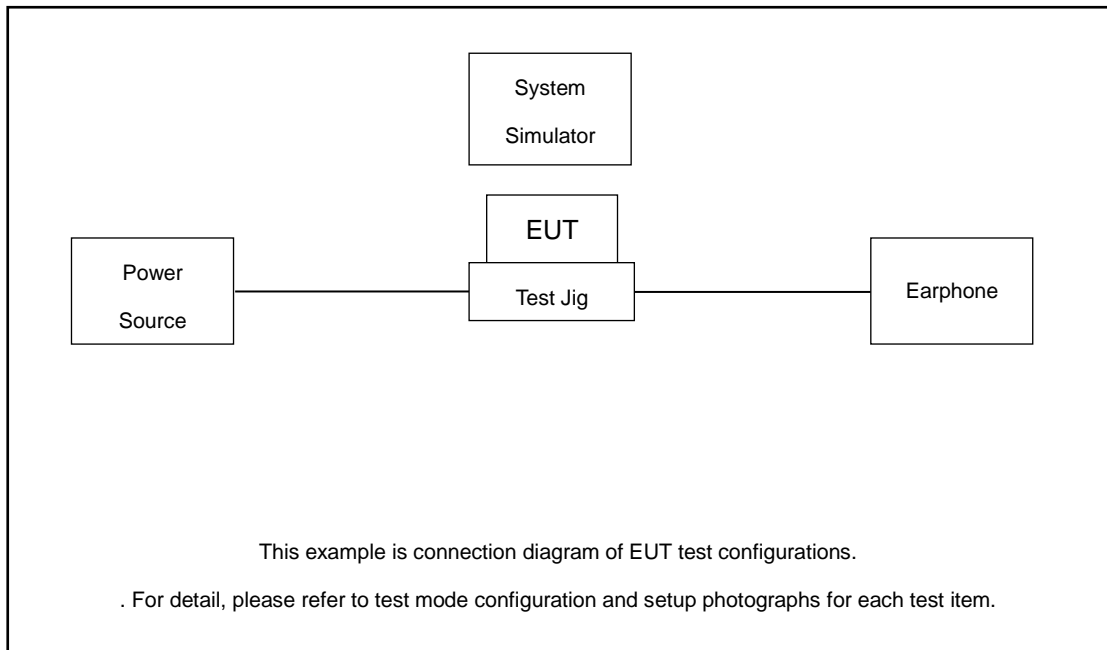 System
Simulator
EUT
Power
Source
Test Jig
Earphone
This example is connection diagram of EUT test configurations.
. For detail, please refer to test mode configuration and setup photographs for each test item.